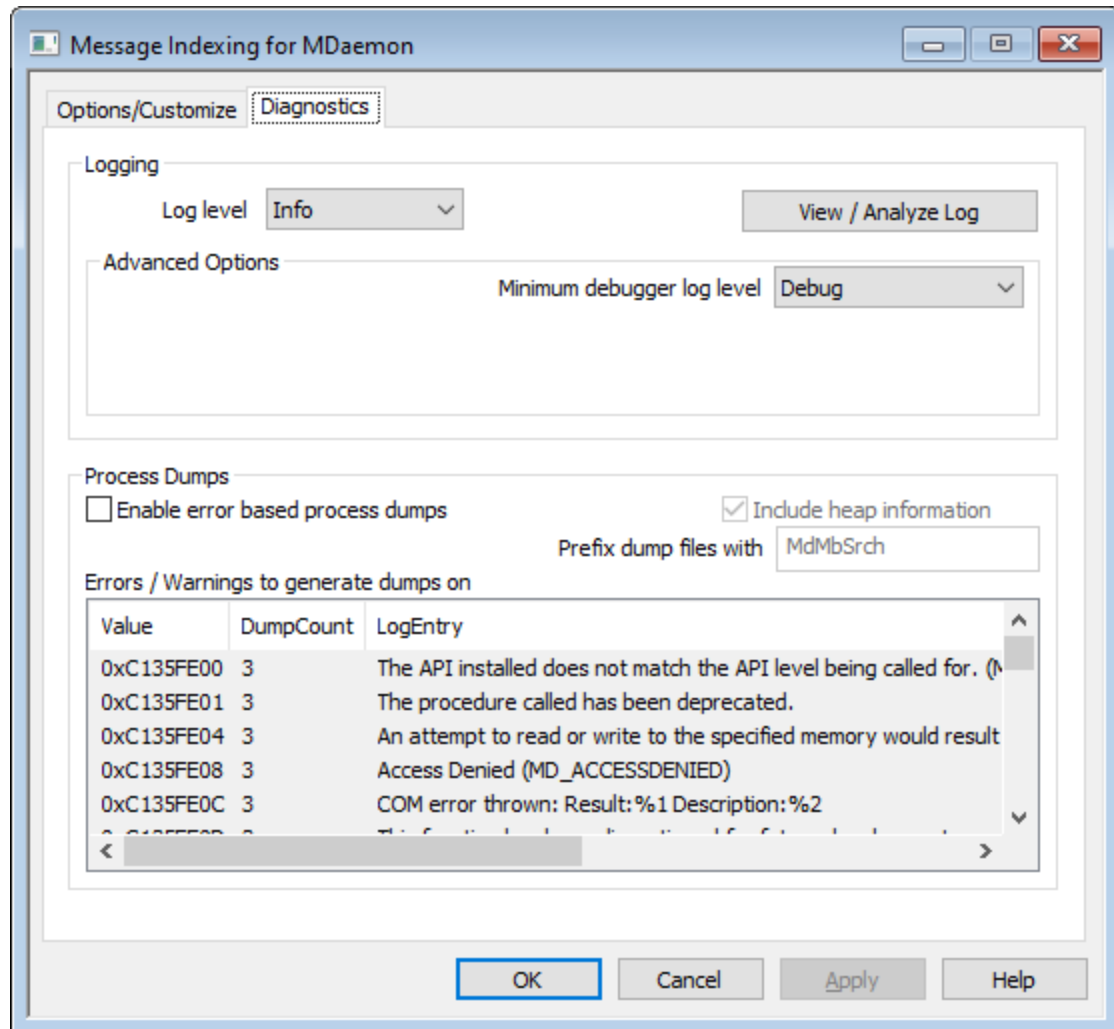 Message Indexing for MDaemon
Options/Customize Diagnostics
Logging
Log level Info View / Analyze Log
Advanced Options
Minimum debugger log level Debug
Process Dumps
Enable error based process dumps Include heap information
Prefix dump files with MdMbSrch
Errors / Warnings to generate dumps on
Value DumpCount LogEntry
0xC135FE00 3 The API installed does not match the API level being called for. (M
0xC135FE01 3 The procedure called has been deprecated.
0xC135FE04 3 An attempt to read or write to the specified memory would result
0xC135FE08 3 Access Denied (MD_ACCESSDENIED)
0xC135FE0C 3 COM error thrown: Result:%1 Description:%2
OK Cancel Apply Help